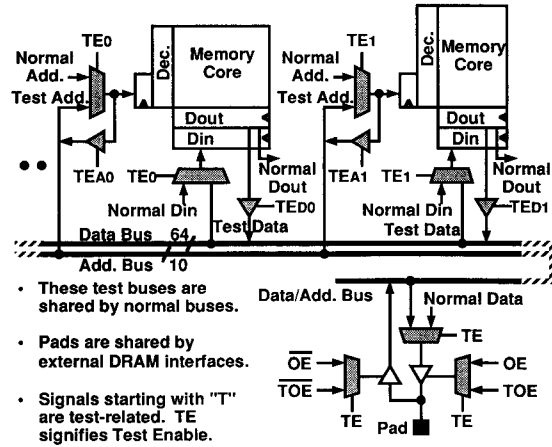 TE0
Normal
Add.
Test Add.
Dec.
Memory
Core
Dout
Din
TEA0
TE0
Normal
Dout
Normal Din
TED0
Test Data
TE1
Normal
Add.
Test Add.
Dec.
Memory
Core
Dout
Din
TEA1
TE1
Normal
Dout
Normal Din
TED1
Test Data
Data Bus 64
Add. Bus 10
• These test buses are
shared by normal buses.
• Pads are shared by
external DRAM interfaces.
• Signals starting with "T"
are test-related. TE
signifies Test Enable.
Data/Add. Bus
Normal Data
TE
O̅E̅
T̅O̅E̅
TE
OE
TOE
TE
Pad